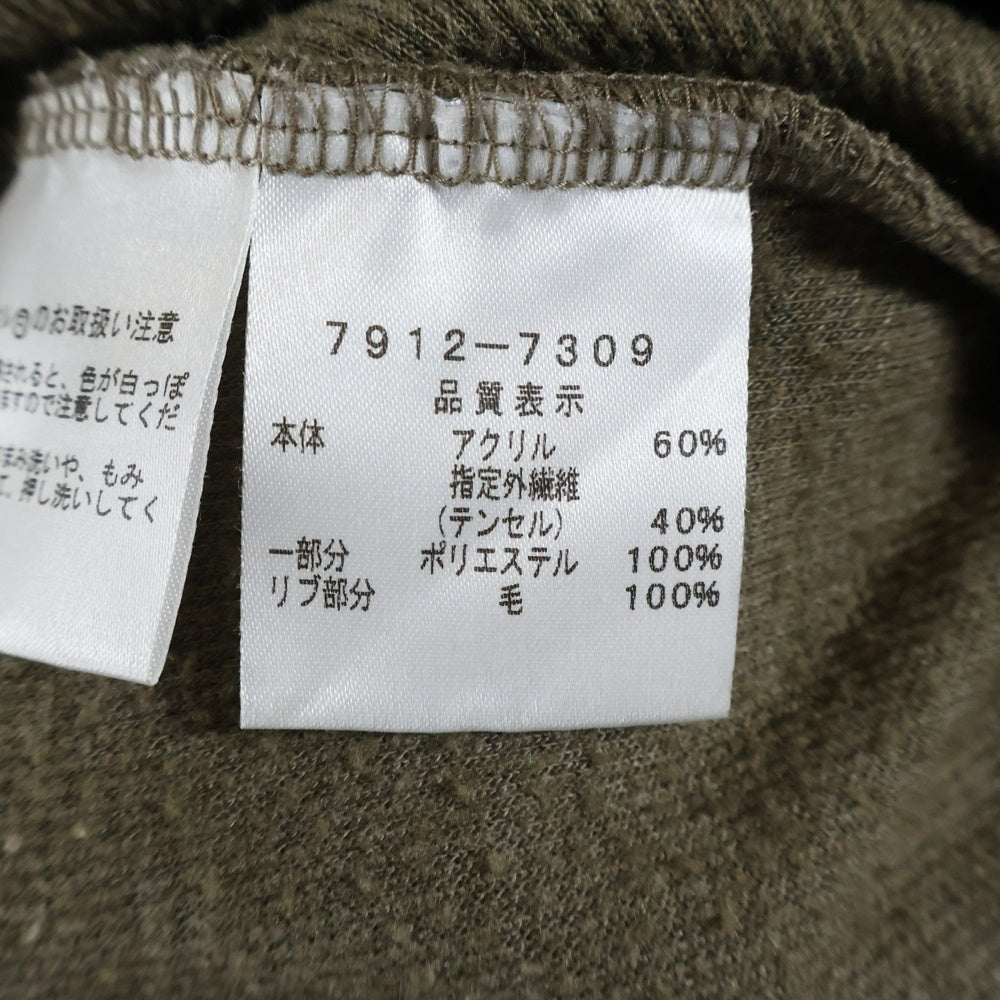 ®のお取扱い注意
されると、色が白っぽ
ますので注意してくだ
まみ洗いや、もみ
、押し洗いしてく
7912-7309
品質表示
本体 アクリル 60%
指定外繊維
(テンセル) 40%
一部分 ポリエステル 100%
リブ部分 毛 100%